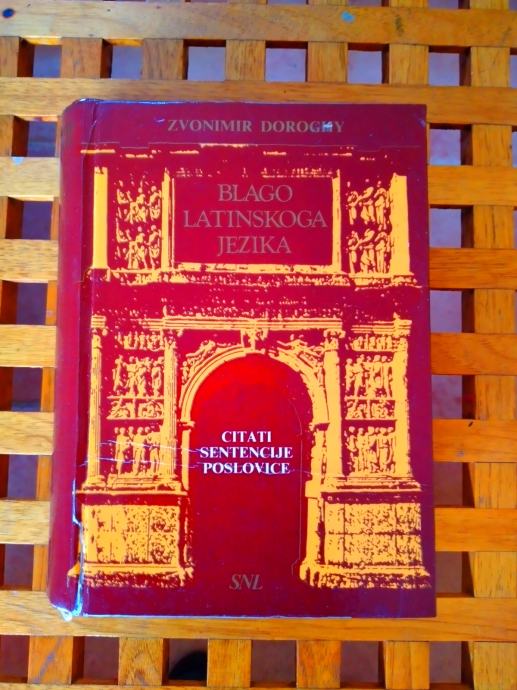 ZVONIMIR DOROGHY
BLAGO
LATINSKOGA
JEZIKA
CITATI
SENTENCIJE
POSLOVICE
SNL